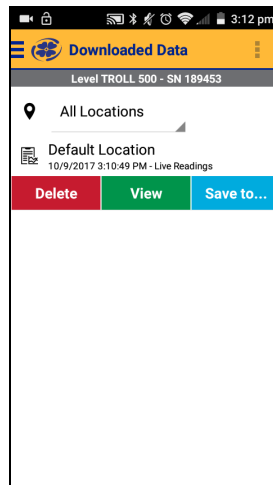 3:12 pm
Downloaded Data
Level TROLL 500 - SN 189453
All Locations
Default Location
10/9/2017 3:10:49 PM - Live Readings
Delete
View
Save to...